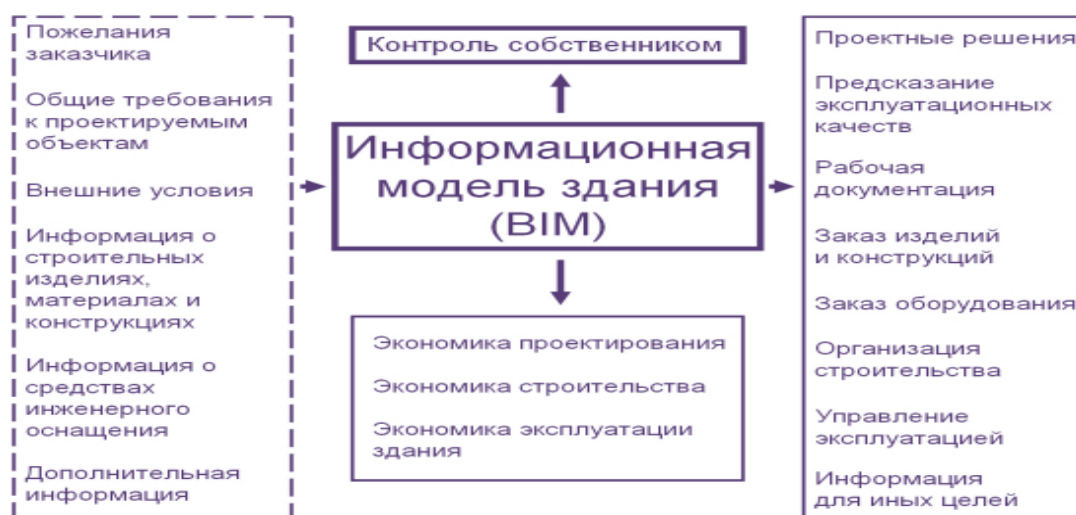 Пожелания
заказчика
Общие требования
к проектируемым
объектам
Внешние условия
Информация о
строительных
изделиях,
материалах и
конструкциях
Информация о
средствах
инженерного
оснащения
Дополнительная
информация
Контроль собственником
Информационная
модель здания
(BIM)
Экономика проектирования
Экономика строительства
Экономика эксплуатации
здания
Проектные решения
Предсказание
эксплуатационных
качеств
Рабочая
документация
Заказ изделий
и конструкций
Заказ оборудования
Организация
строительства
Управление
эксплуатацией
Информация
для иных целей